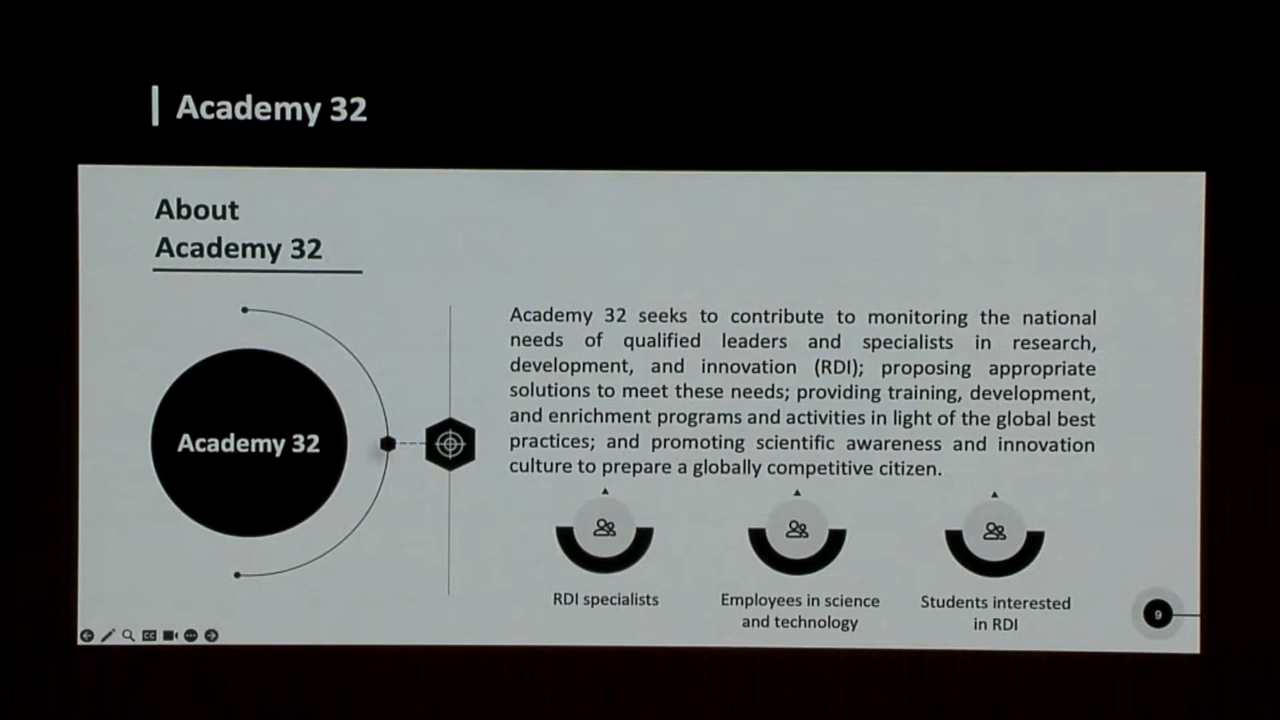 Academy 32
About
Academy 32
Academy 32
Academy 32 seeks to contribute to monitoring the national
needs of qualified leaders and specialists in research,
development, and innovation (RDI); proposing appropriate
solutions to meet these needs; providing training, development,
and enrichment programs and activities in light of the global best
practices; and promoting scientific awareness and innovation
culture to prepare a globally competitive citizen.
RDI specialists
Employees in science
and technology
Students interested
in RDI
9
CC